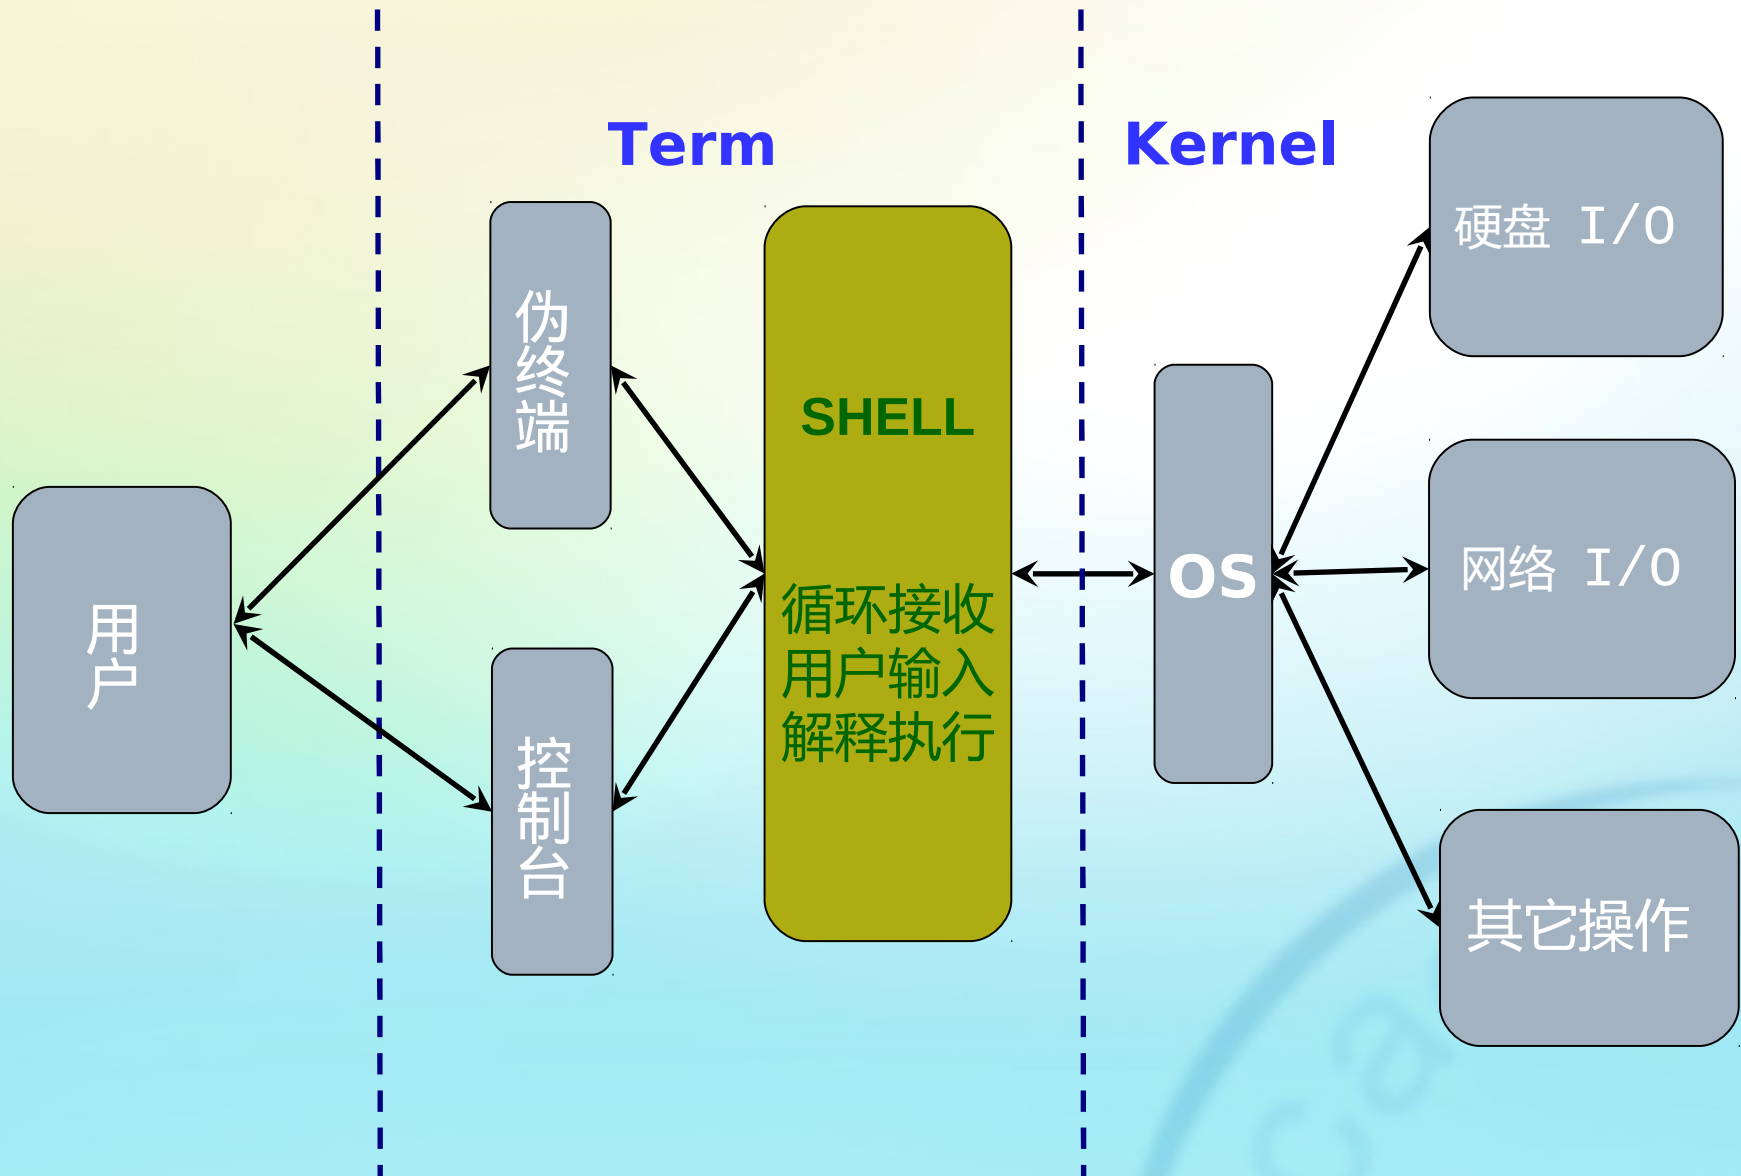 Term
Kernel
用
户
伪
终
端
控
制
台
SHELL
循环接收
用户输入
解释执行
OS
硬盘 I/O
网络 I/O
其它操作
ca